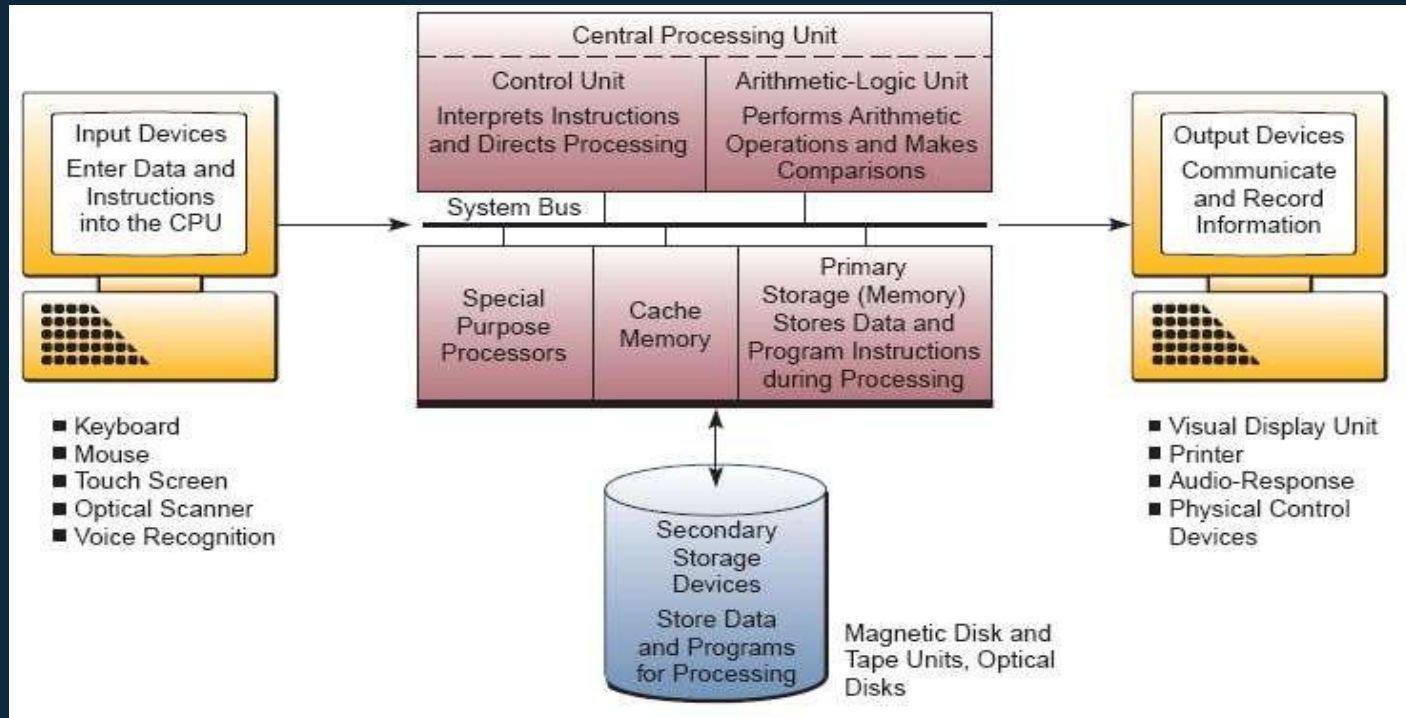 Central Processing Unit
Control Unit
Interprets Instructions
and Directs Processing
Arithmetic-Logic Unit
Performs Arithmetic
Operations and Makes
Comparisons
Input Devices
Enter Data and
Instructions
into the CPU
System Bus
Output Devices
Communicate
and Record
Information
Special
Purpose
Processors
Cache
Memory
Primary
Storage (Memory)
Stores Data and
Program Instructions
during Processing
■ Keyboard
■ Mouse
■ Touch Screen
■ Optical Scanner
■ Voice Recognition
■ Visual Display Unit
■ Printer
■ Audio-Response
■ Physical Control
Devices
Secondary
Storage
Devices
Store Data
and Programs
for Processing
Magnetic Disk and
Tape Units, Optical
Disks